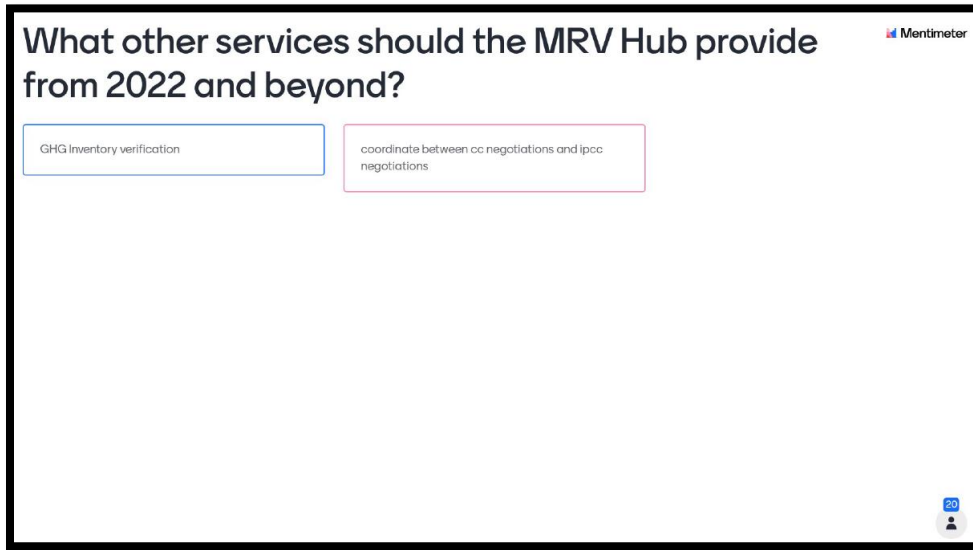 What other services should the MRV Hub provide
from 2022 and beyond?
Mentimeter
GHG Inventory verification
coordinate between cc negotiations and ipcc
negotiations
20